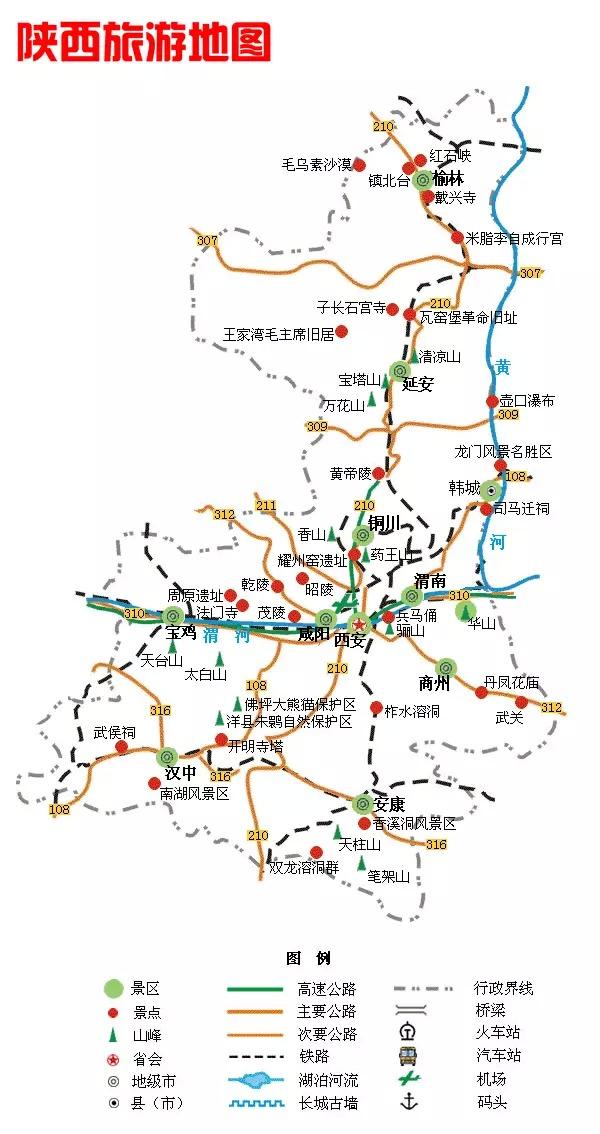 陕西旅游地图
210
红石峡
毛乌素沙漠
镇北台
榆林
戴兴寺
米脂李自成行宫
307
307
子长石宫寺
210
瓦窑堡革命旧址
王家湾毛主席旧居
清凉山
黄
宝塔山
延安
万花山
壶口瀑布
309
309
龙门风景名胜区
黄帝陵
108
韩城
211
210
312
司马迁祠
铜川
香山
河
耀州窑遗址
药王山
乾陵
昭陵
渭南
周原遗址
310
法门寺
茂陵
310
兵马俑
华山
宝鸡
渭
河
咸阳
西安
骊山
天台山
太白山
210
商州
108
丹凤花庙
316
佛坪大熊猫保护区
柞水溶洞
武关
312
洋县朱鹮自然保护区
武侯祠
开明寺塔
汉中
316
南湖风景区
安康
108
香溪洞风景区
210
天柱山
316
双龙溶洞群
笔架山
图 例
景区
高速公路
行政界线
景点
主要公路
桥梁
山峰
次要公路
火车站
省会
铁路
汽车站
地级市
湖泊河流
机场
县（市）
长城古墙
码头